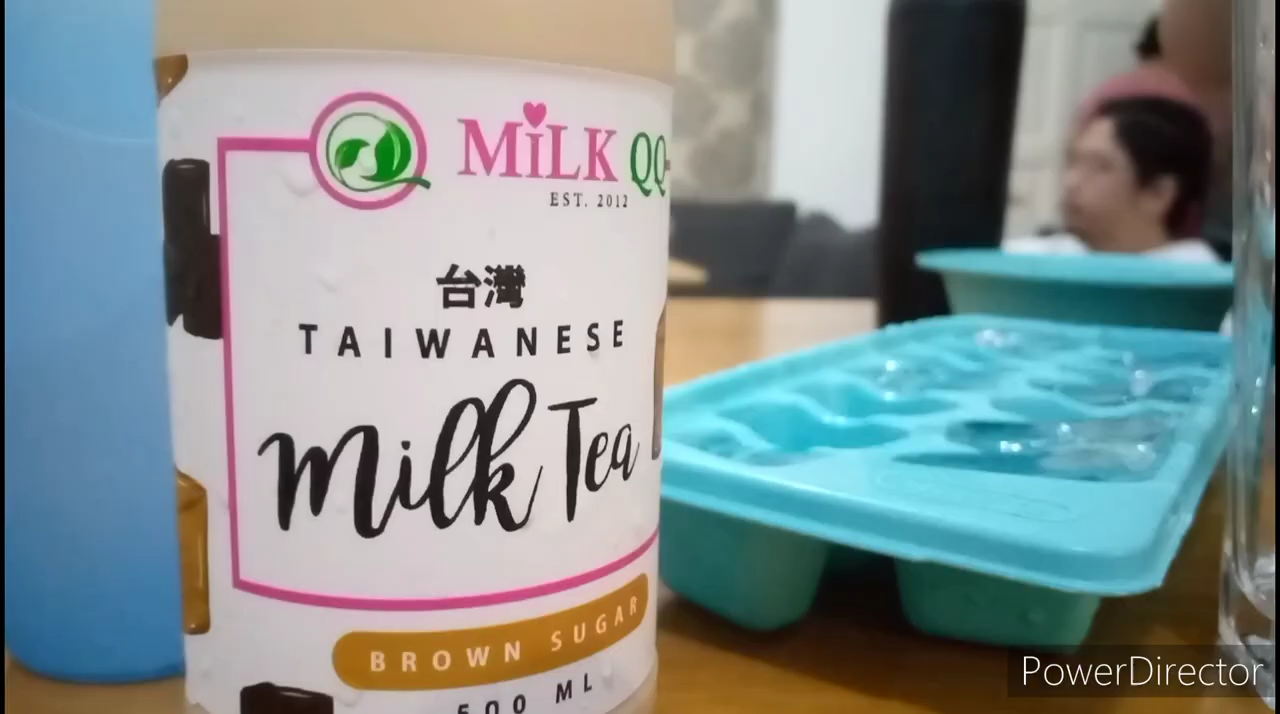 MiLK QQ
EST. 2012
台灣
TAIWANESE
Milk Tea
BROWN SUGAR
500 ML
PowerDirector